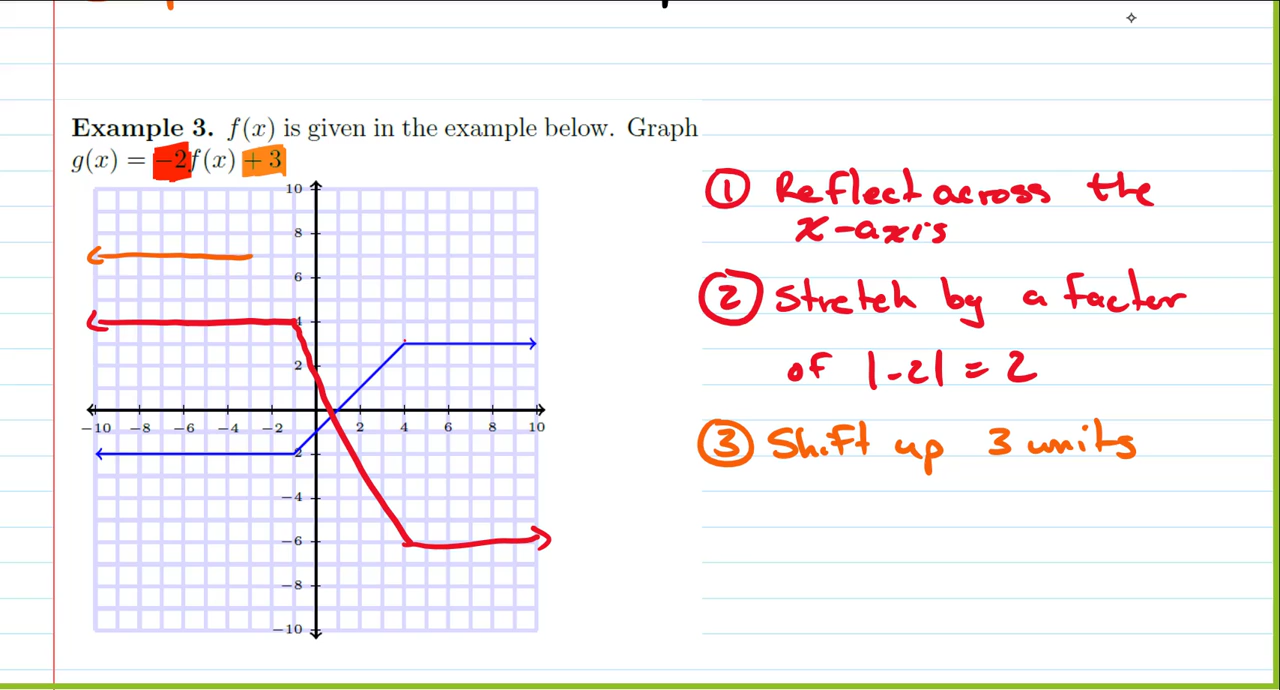 Example 3. f(x) is given in the example below. Graph
g(x) = −2f(x) + 3
① Reflect across the
x-axis
② Stretch by a factor
of |-2| = 2
③ Shift up 3 units
10
8
6
4
2
−10 −8 −6 −4 −2 2 4 6 8 10
−2
−4
−6
−8
−10